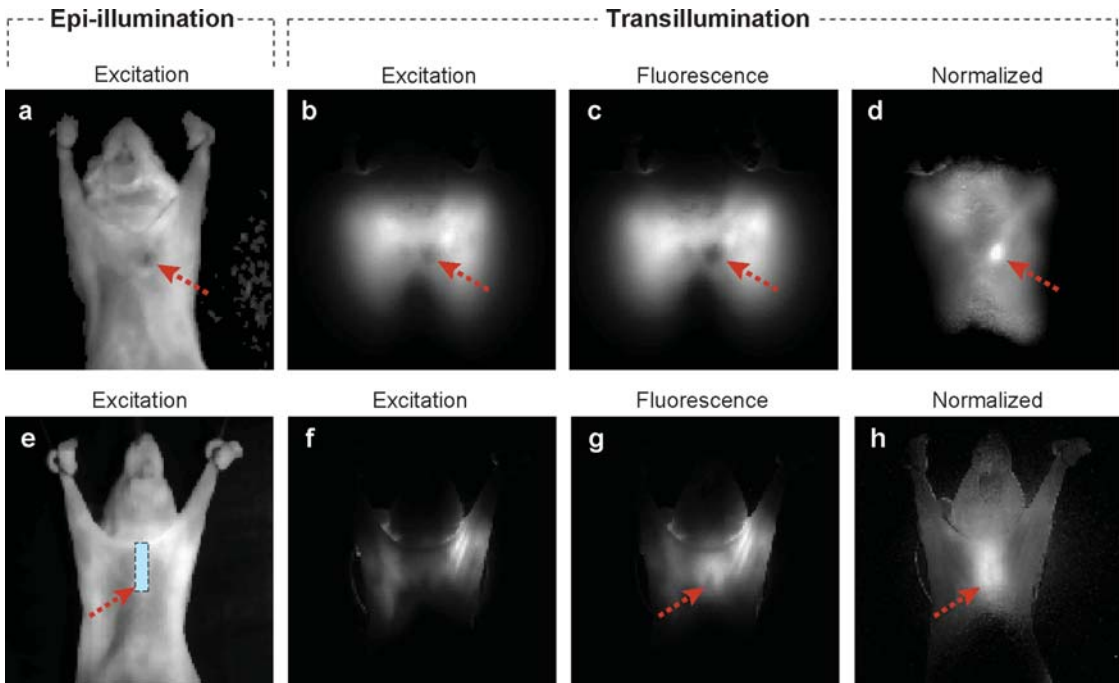 Epi-illumination Transillumination
Excitation Excitation Fluorescence Normalized
a b c d
Excitation Excitation Fluorescence Normalized
e f g h